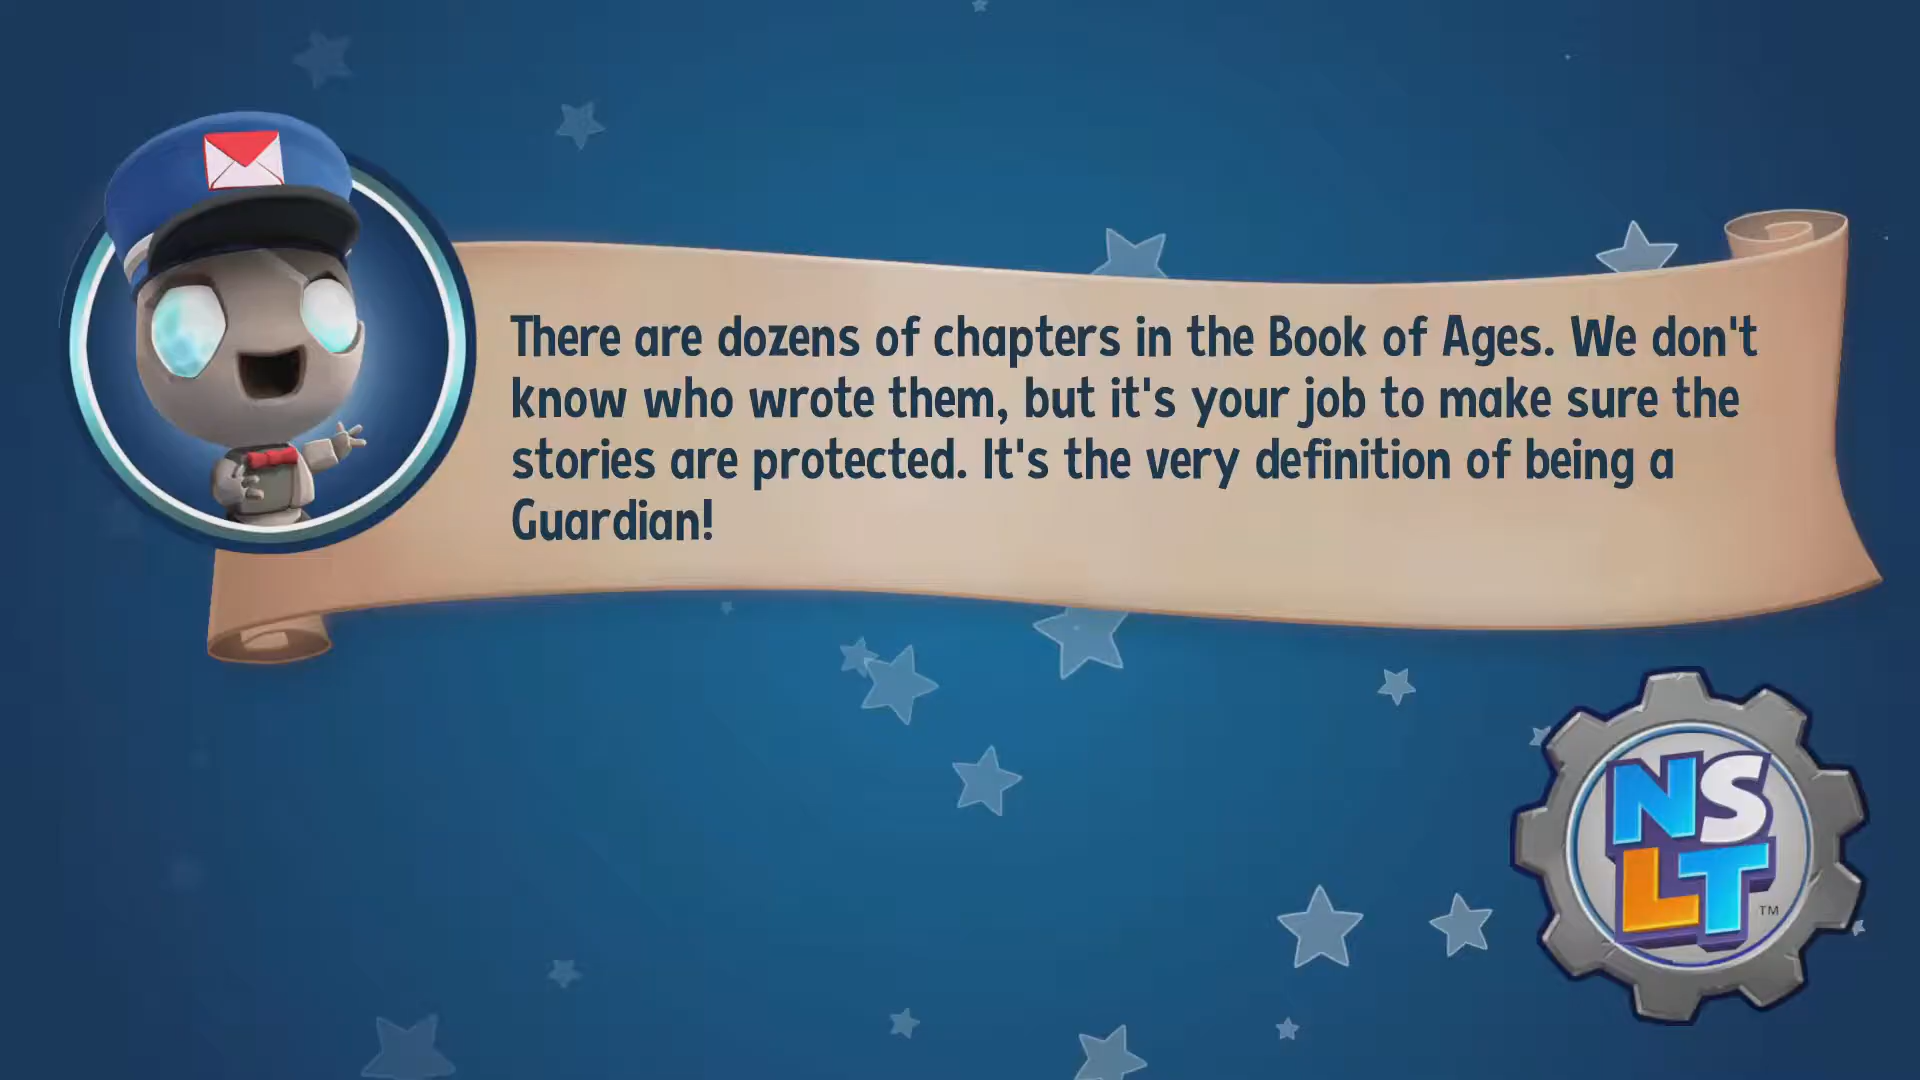 There are dozens of chapters in the Book of Ages. We don't
know who wrote them, but it's your job to make sure the
stories are protected. It's the very definition of being a
Guardian!
NS
LT
TM